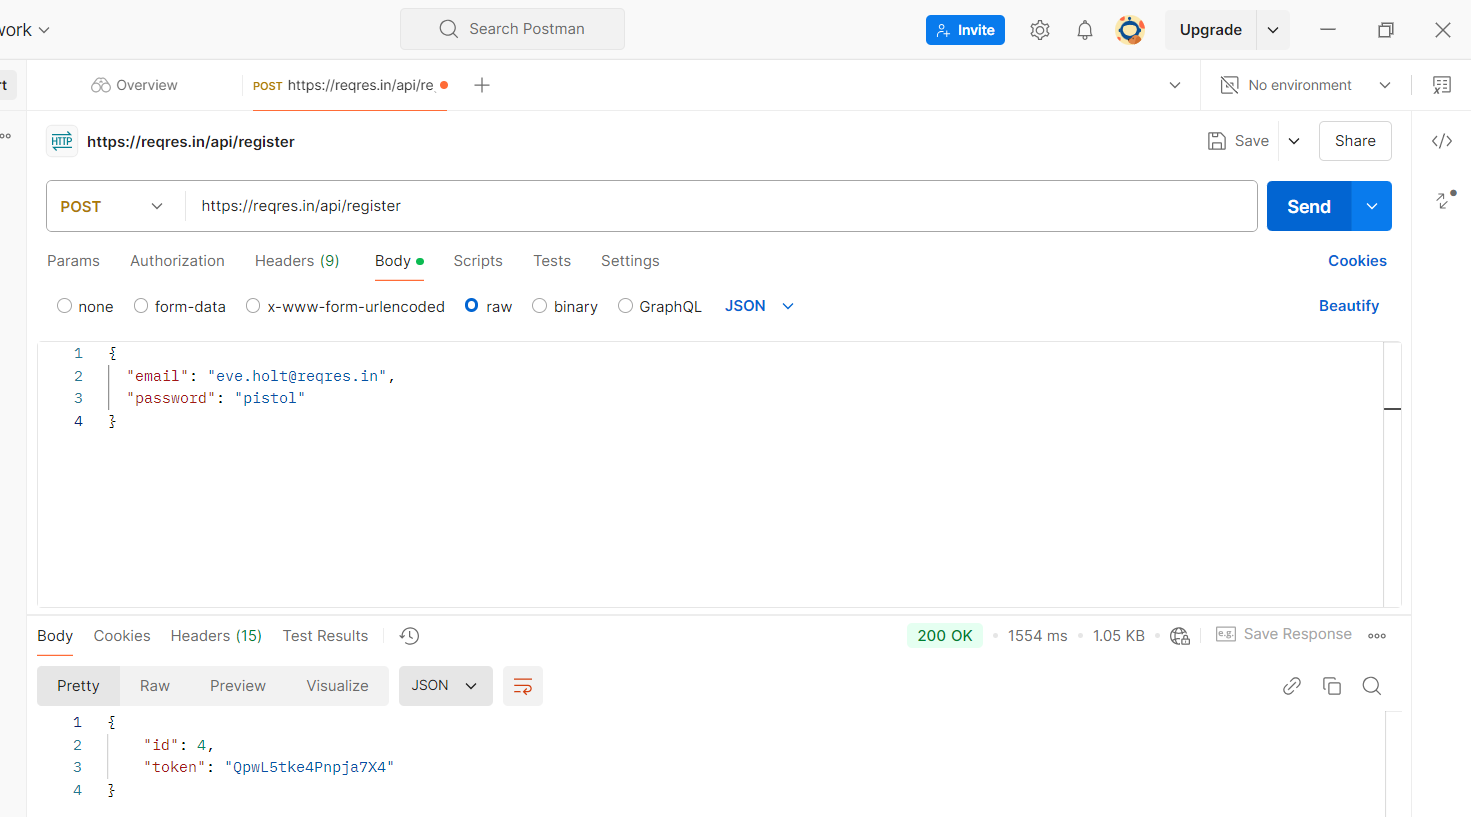 work
Search Postman
Invite
Upgrade
Overview
POST https://reqres.in/api/re
No environment
HTTP
https://reqres.in/api/register
Save
Share
POST
https://reqres.in/api/register
Send
Params
Authorization
Headers (9)
Body
Scripts
Tests
Settings
Cookies
none
form-data
x-www-form-urlencoded
raw
binary
GraphQL
JSON
Beautify
1 {
2 "email": "eve.holt@reqres.in",
3 "password": "pistol"
4 }
Body
Cookies
Headers (15)
Test Results
200 OK
1554 ms
1.05 KB
e.g.
Save Response
Pretty
Raw
Preview
Visualize
JSON
1 {
2 "id": 4,
3 "token": "QpwL5tke4Pnpja7X4"
4 }